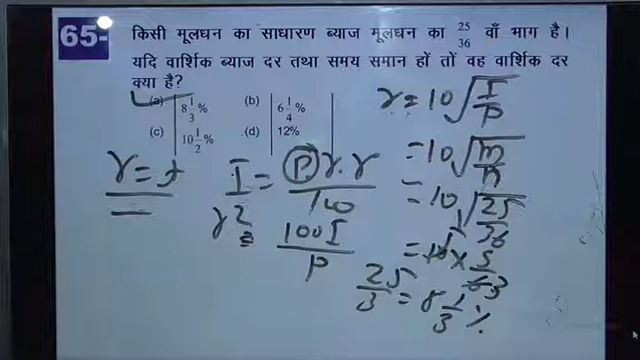 65- किसी मूलधन का साधारण ब्याज मूलधन का 25/36 वाँ भाग है।
यदि वार्शिक ब्याज दर तथा समय समान हों तों वह वार्शिक दर
क्या है?
(a) 8 1/3 % (b) 6 1/4 %
(c) 10 1/2 % (d) 12%
r = 10 √(I/P)
= 10 √(m/n)
= 10 √(25/36)
= 10 × 5/6
25/3 = 8 1/3 %
r = t
I = P r. r / 100
r² = 100 I / P